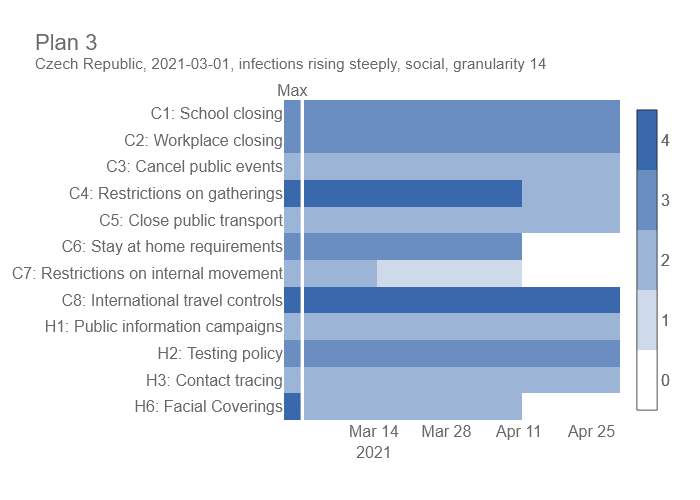 Plan 3
Czech Republic, 2021-03-01, infections rising steeply, social, granularity 14
Max
C1: School closing
C2: Workplace closing
C3: Cancel public events
C4: Restrictions on gatherings
C5: Close public transport
C6: Stay at home requirements
C7: Restrictions on internal movement
C8: International travel controls
H1: Public information campaigns
H2: Testing policy
H3: Contact tracing
H6: Facial Coverings
Mar 14 Mar 28 Apr 11 Apr 25
2021
4
3
2
1
0